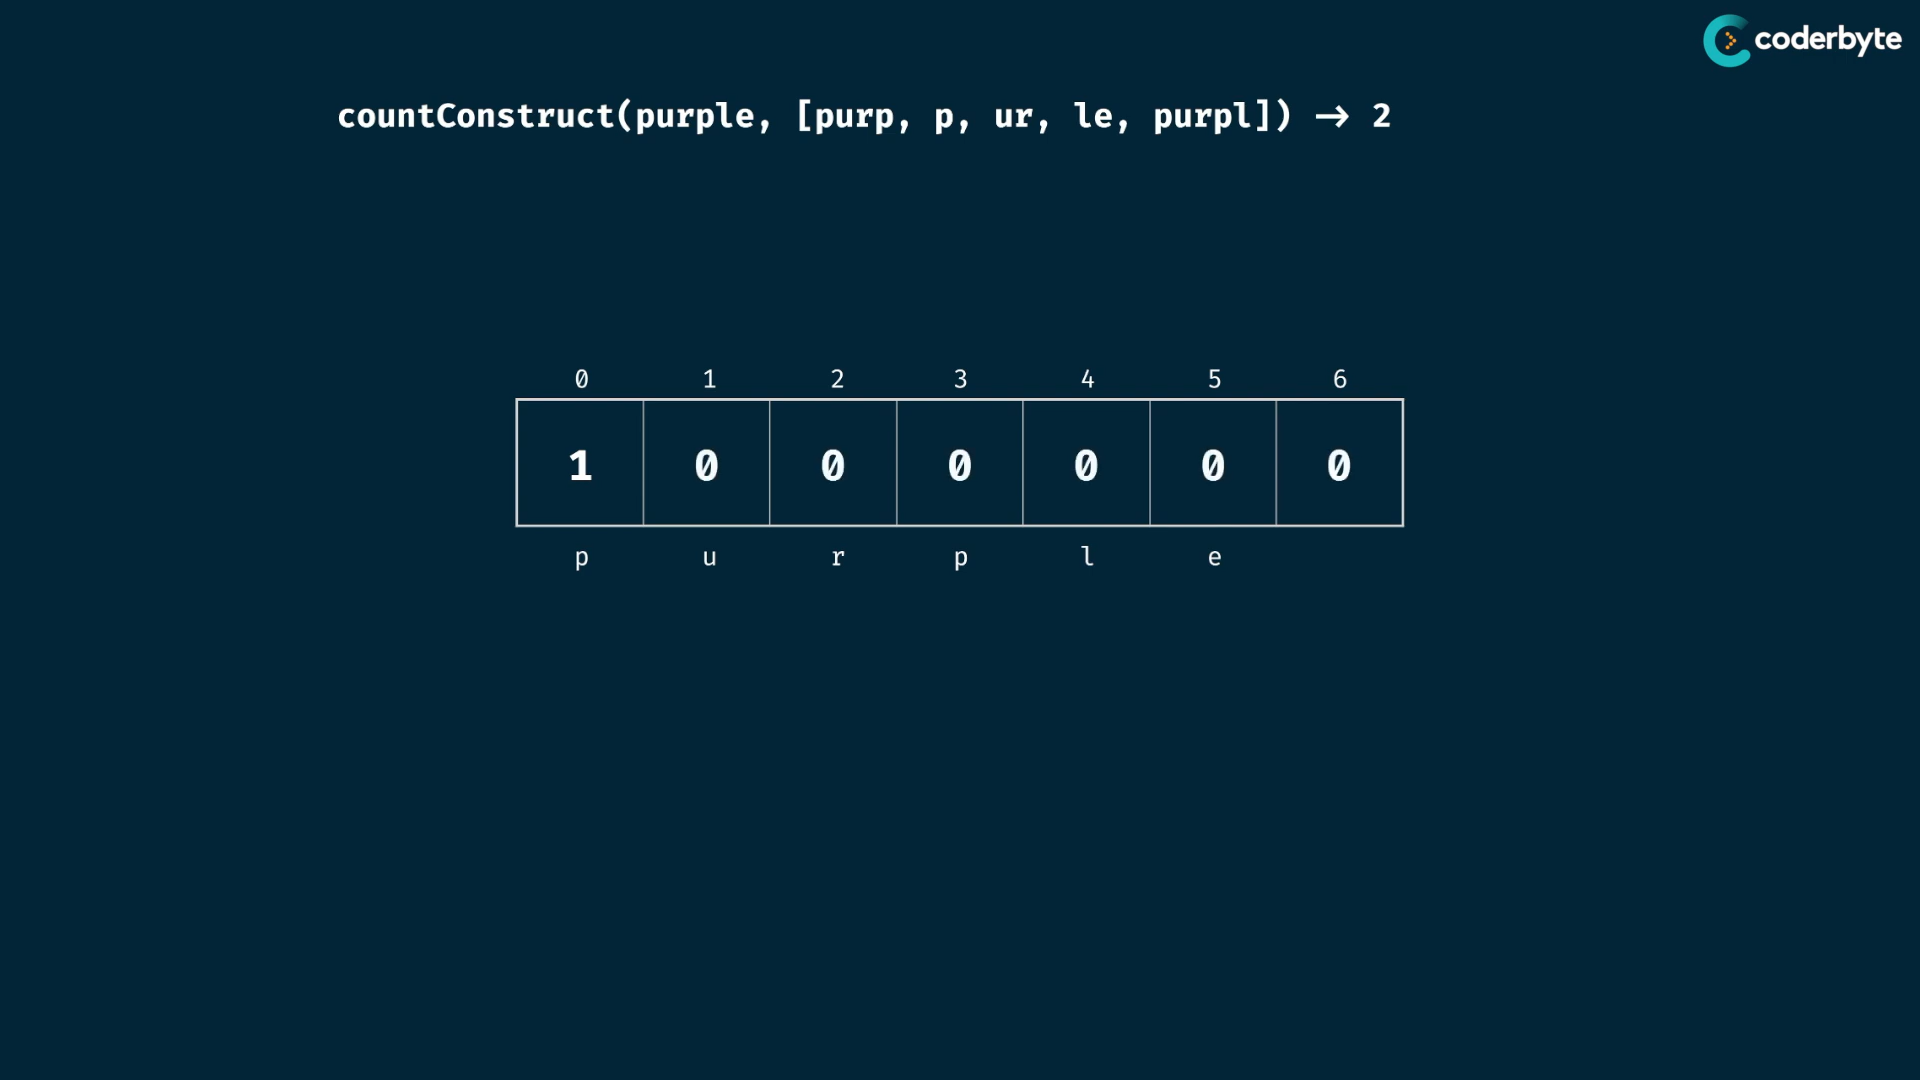 coderbyte
countConstruct(purple, [purp, p, ur, le, purpl]) → 2
0 1 2 3 4 5 6
1 0 0 0 0 0 0
p u r p l e